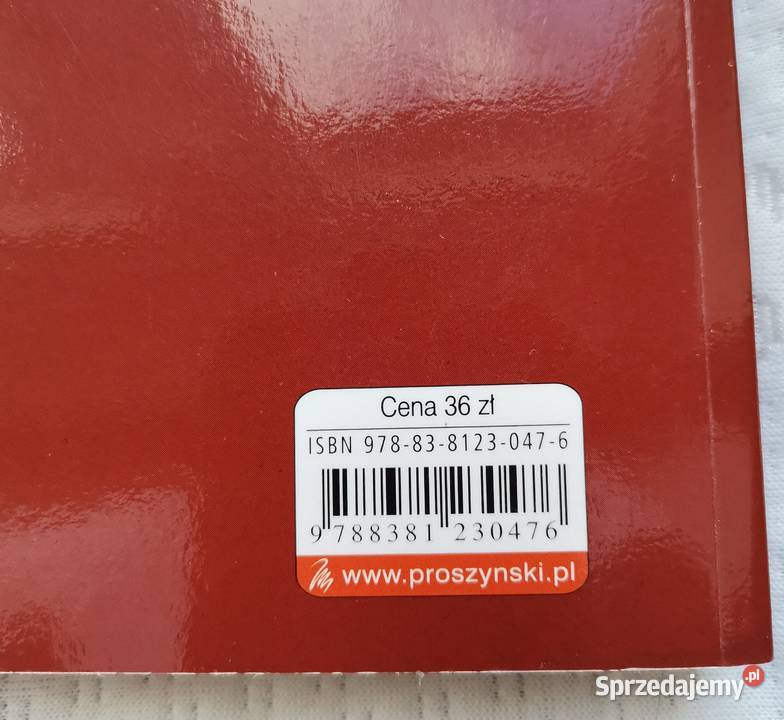 Cena 36 zł
ISBN 978-83-8123-047-6
9 788381 230476
www.proszynski.pl
Sprzedajemy.pl